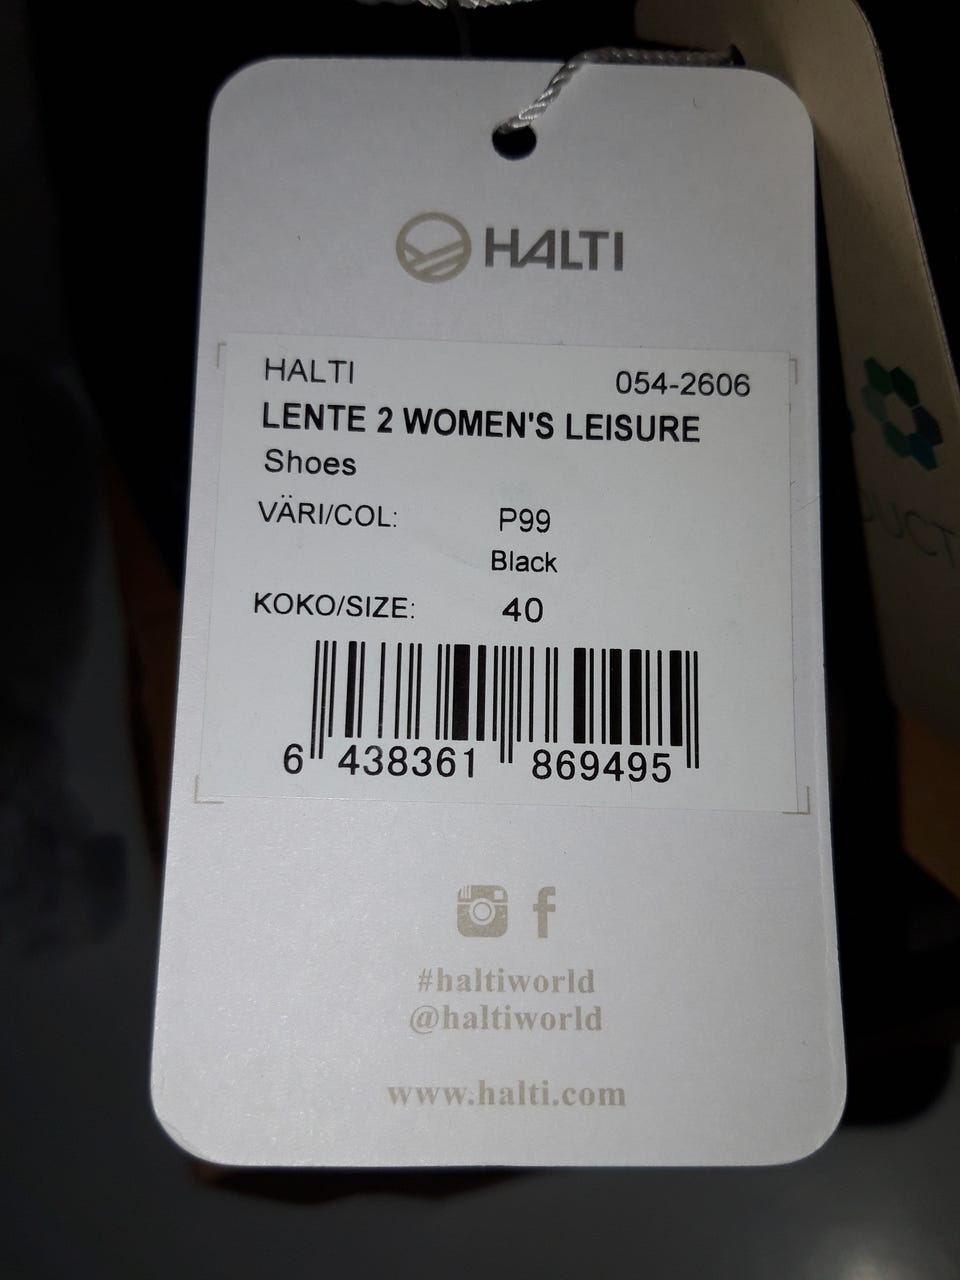 HALTI
HALTI 054-2606
LENTE 2 WOMEN'S LEISURE
Shoes
VÄRI/COL: P99
Black
KOKO/SIZE: 40
6 438361 869495
#haltiworld
@haltiworld
www.halti.com